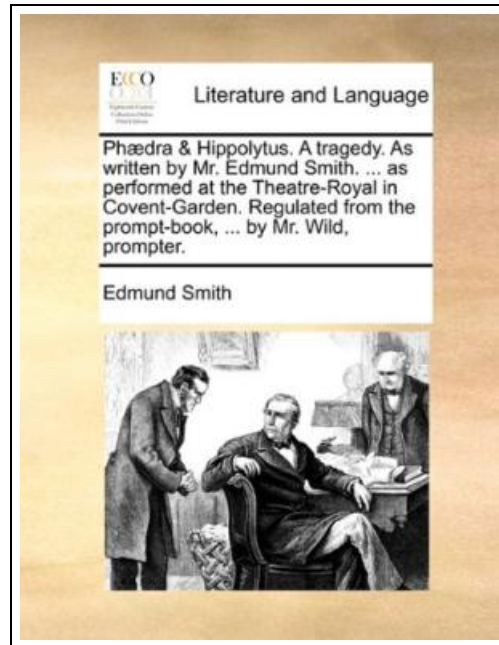 ECCO
Literature and Language
Phædra & Hippolytus. A tragedy. As
written by Mr. Edmund Smith. ... as
performed at the Theatre-Royal in
Covent-Garden. Regulated from the
prompt-book, ... by Mr. Wild,
prompter.
Edmund Smith